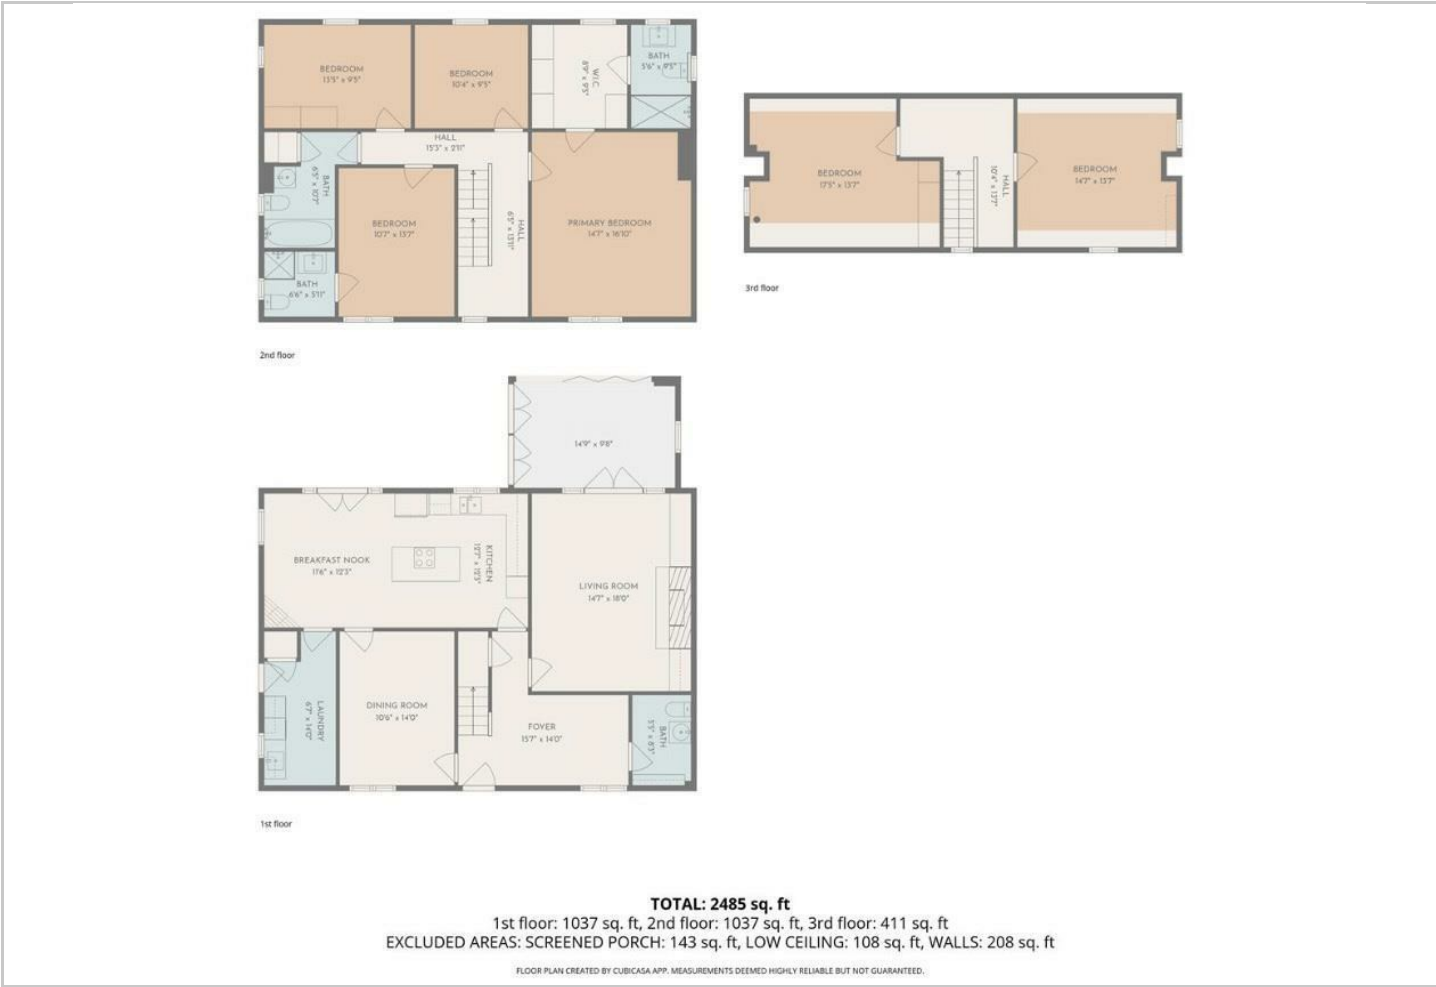 BEDROOM
13'5" x 9'5"
BEDROOM
10'4" x 9'5"
W.I.C.
8'9" x 9'5"
BATH
5'6" x 9'5"
HALL
15'3" x 2'11"
BATH
6'5" x 10'7"
BEDROOM
10'7" x 13'7"
HALL
6'5" x 13'11"
PRIMARY BEDROOM
14'7" x 16'10"
BATH
6'6" x 5'11"
2nd floor
BEDROOM
17'5" x 13'7"
HALL
10'4" x 13'7"
BEDROOM
14'7" x 13'7"
3rd floor
14'9" x 9'8"
BREAKFAST NOOK
17'6" x 12'3"
KITCHEN
LIVING ROOM
14'7" x 18'0"
LAUNDRY
6'7" x 14'0"
DINING ROOM
10'6" x 14'0"
FOYER
15'7" x 14'0"
BATH
5'5" x 8'3"
1st floor
TOTAL: 2485 sq. ft
1st floor: 1037 sq. ft, 2nd floor: 1037 sq. ft, 3rd floor: 411 sq. ft
EXCLUDED AREAS: SCREENED PORCH: 143 sq. ft, LOW CEILING: 108 sq. ft, WALLS: 208 sq. ft
FLOOR PLAN CREATED BY CUBICASA APP. MEASUREMENTS DEEMED HIGHLY RELIABLE BUT NOT GUARANTEED.